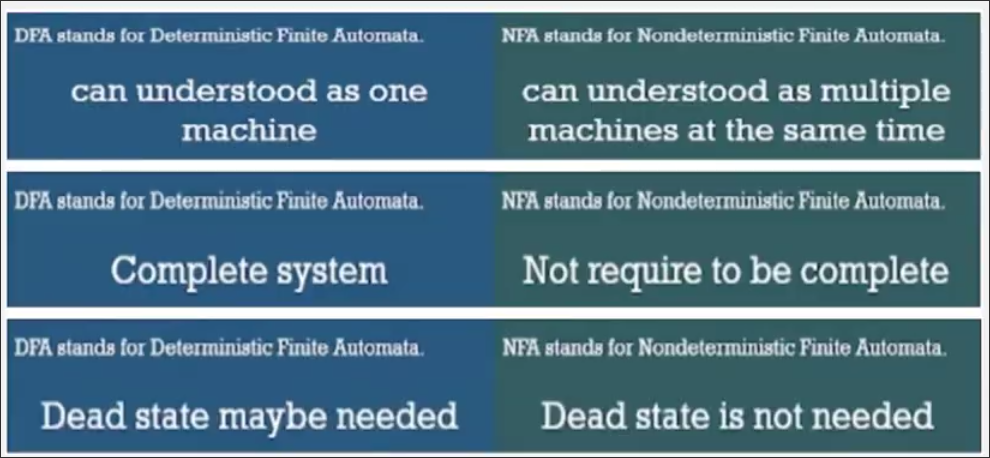 DFA stands for Deterministic Finite Automata.
can understood as one
machine
NFA stands for Nondeterministic Finite Automata.
can understood as multiple
machines at the same time
DFA stands for Deterministic Finite Automata.
Complete system
NFA stands for Nondeterministic Finite Automata.
Not require to be complete
DFA stands for Deterministic Finite Automata.
Dead state maybe needed
NFA stands for Nondeterministic Finite Automata.
Dead state is not needed